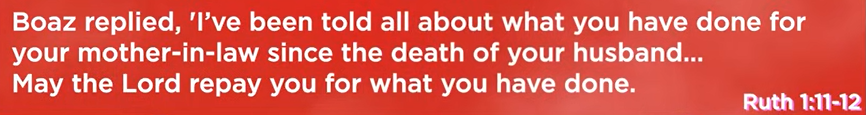 Boaz replied, 'I’ve been told all about what you have done for
your mother-in-law since the death of your husband...
May the Lord repay you for what you have done.
Ruth 1:11-12